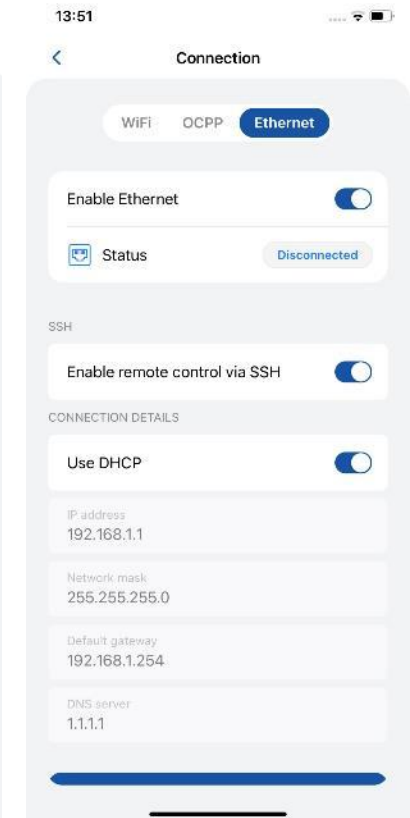 13:51
Connection
WiFi OCPP Ethernet
Enable Ethernet
Status Disconnected
SSH
Enable remote control via SSH
CONNECTION DETAILS
Use DHCP
IP address
192.168.1.1
Network mask
255.255.255.0
Default gateway
192.168.1.254
DNS server
1.1.1.1